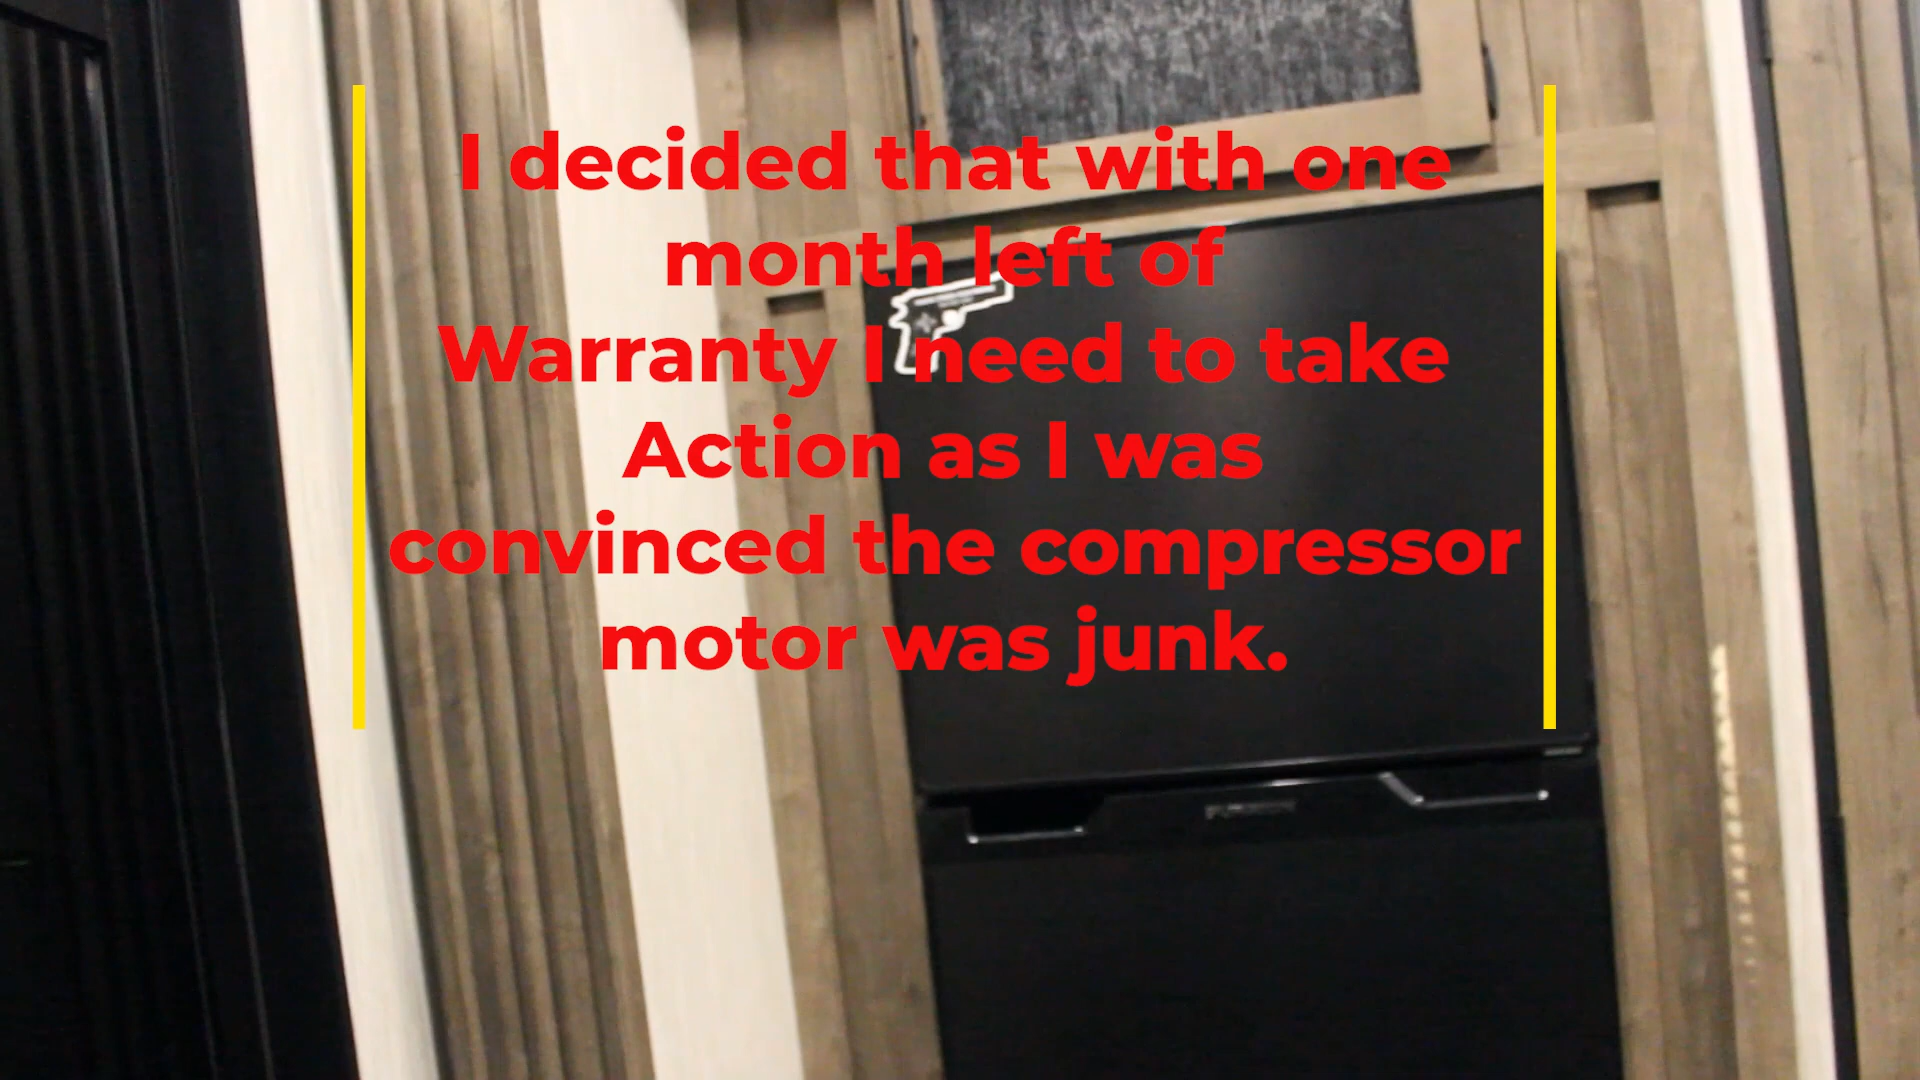 I decided that with one
month left of
Warranty I need to take
Action as I was
convinced the compressor
motor was junk.